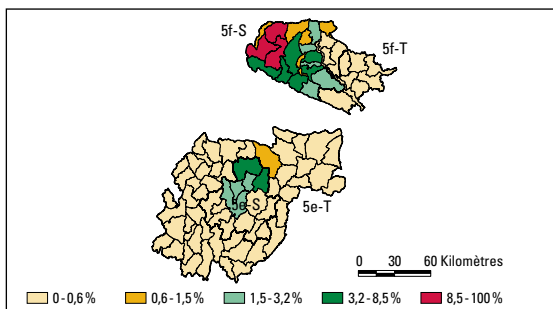 5f-S
5f-T
5e-S
5e-T
0 30 60 Kilomètres
0-0,6% 0,6-1,5% 1,5-3,2% 3,2-8,5% 8,5-100%